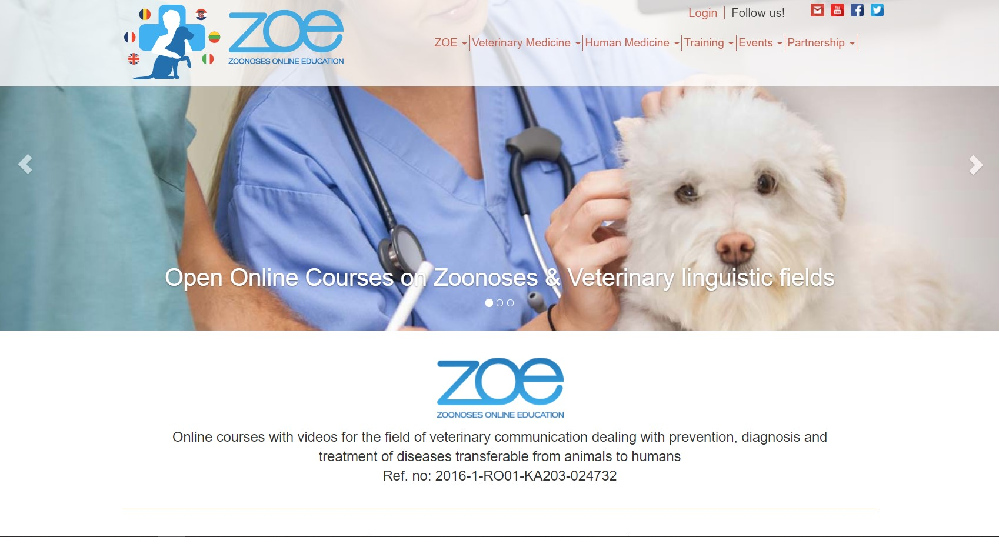 zoe
ZOONOSES ONLINE EDUCATION
Login
Follow us!
You
Tube
ZOE
Veterinary Medicine
Human Medicine
Training
Events
Partnership
Open Online Courses on Zoonoses & Veterinary linguistic fields
zoe
ZOONOSES ONLINE EDUCATION
Online courses with videos for the field of veterinary communication dealing with prevention, diagnosis and
treatment of diseases transferable from animals to humans
Ref. no: 2016-1-RO01-KA203-024732